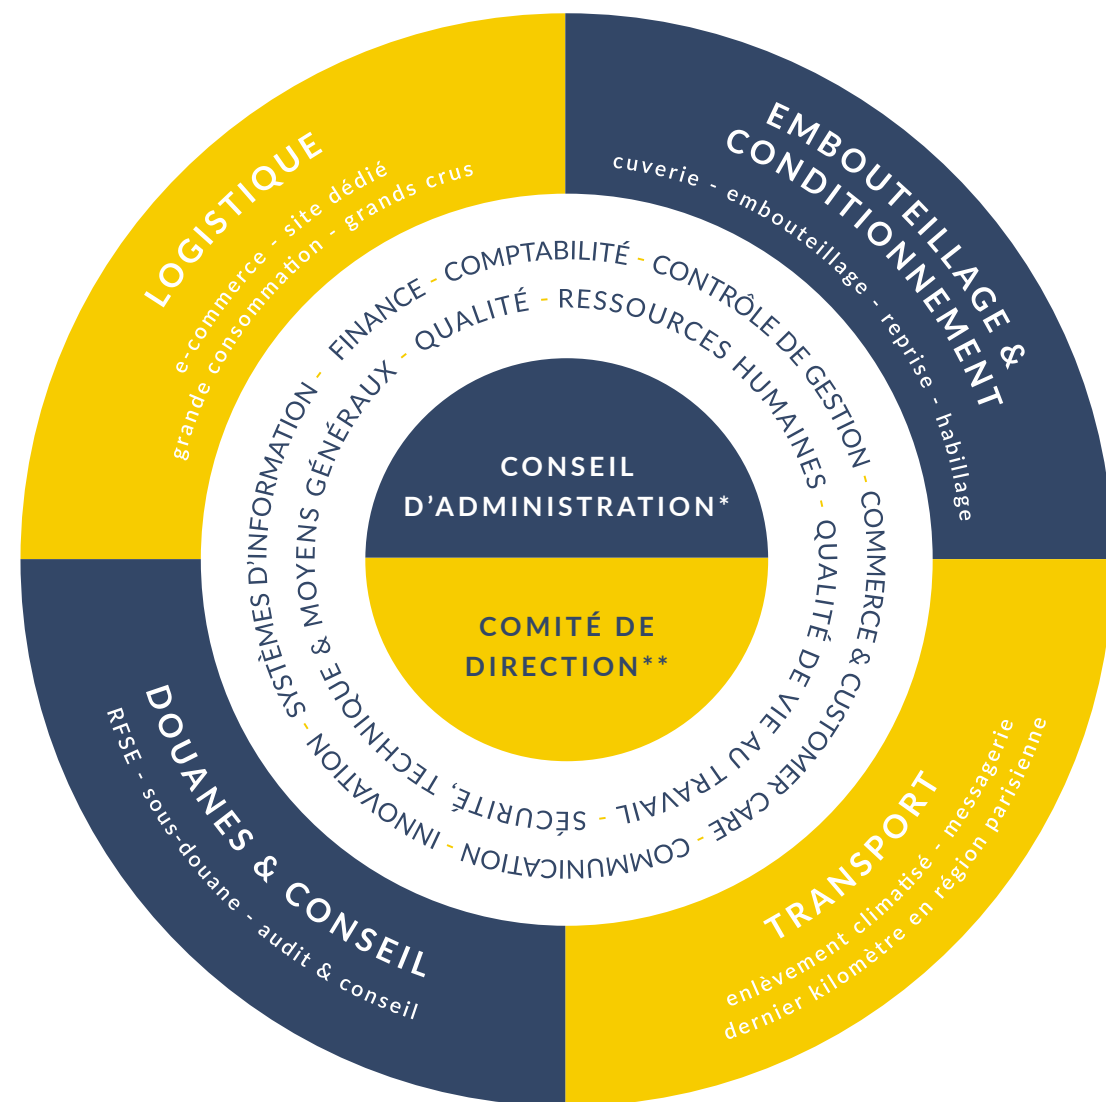 LOGISTIQUE
e-commerce - site dédié
grande consommation - grands crus
EMBOUTEILLAGE &
CONDITIONNEMENT
cuverie - embouteillage - reprise - habillage
FINANCE - COMPTABILITÉ - CONTRÔLE DE GESTION - COMMERCE & CUSTOMER CARE - COMMUNICATION - INNOVATION - SYSTÈMES D’INFORMATION -
QUALITÉ - RESSOURCES HUMAINES - QUALITÉ DE VIE AU TRAVAIL - SÉCURITÉ, TECHNIQUE & MOYENS GÉNÉRAUX -
CONSEIL
D’ADMINISTRATION*
COMITÉ DE
DIRECTION**
DOUANES & CONSEIL
RFSE - sous-douane - audit & conseil
TRANSPORT
enlèvement climatisé - messagerie
dernier kilomètre en région parisienne